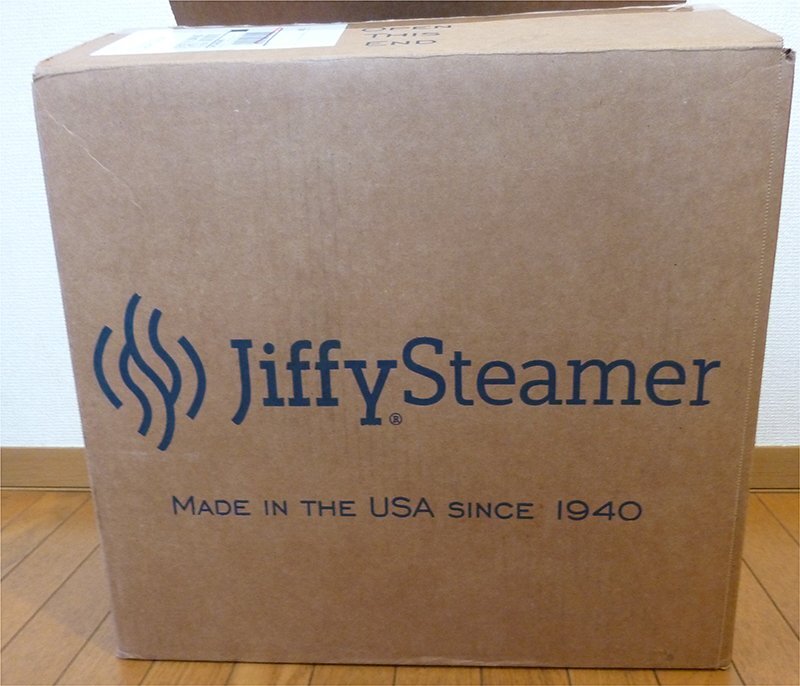 OPEN
THIS
END
JiffySteamer®
MADE IN THE USA SINCE 1940